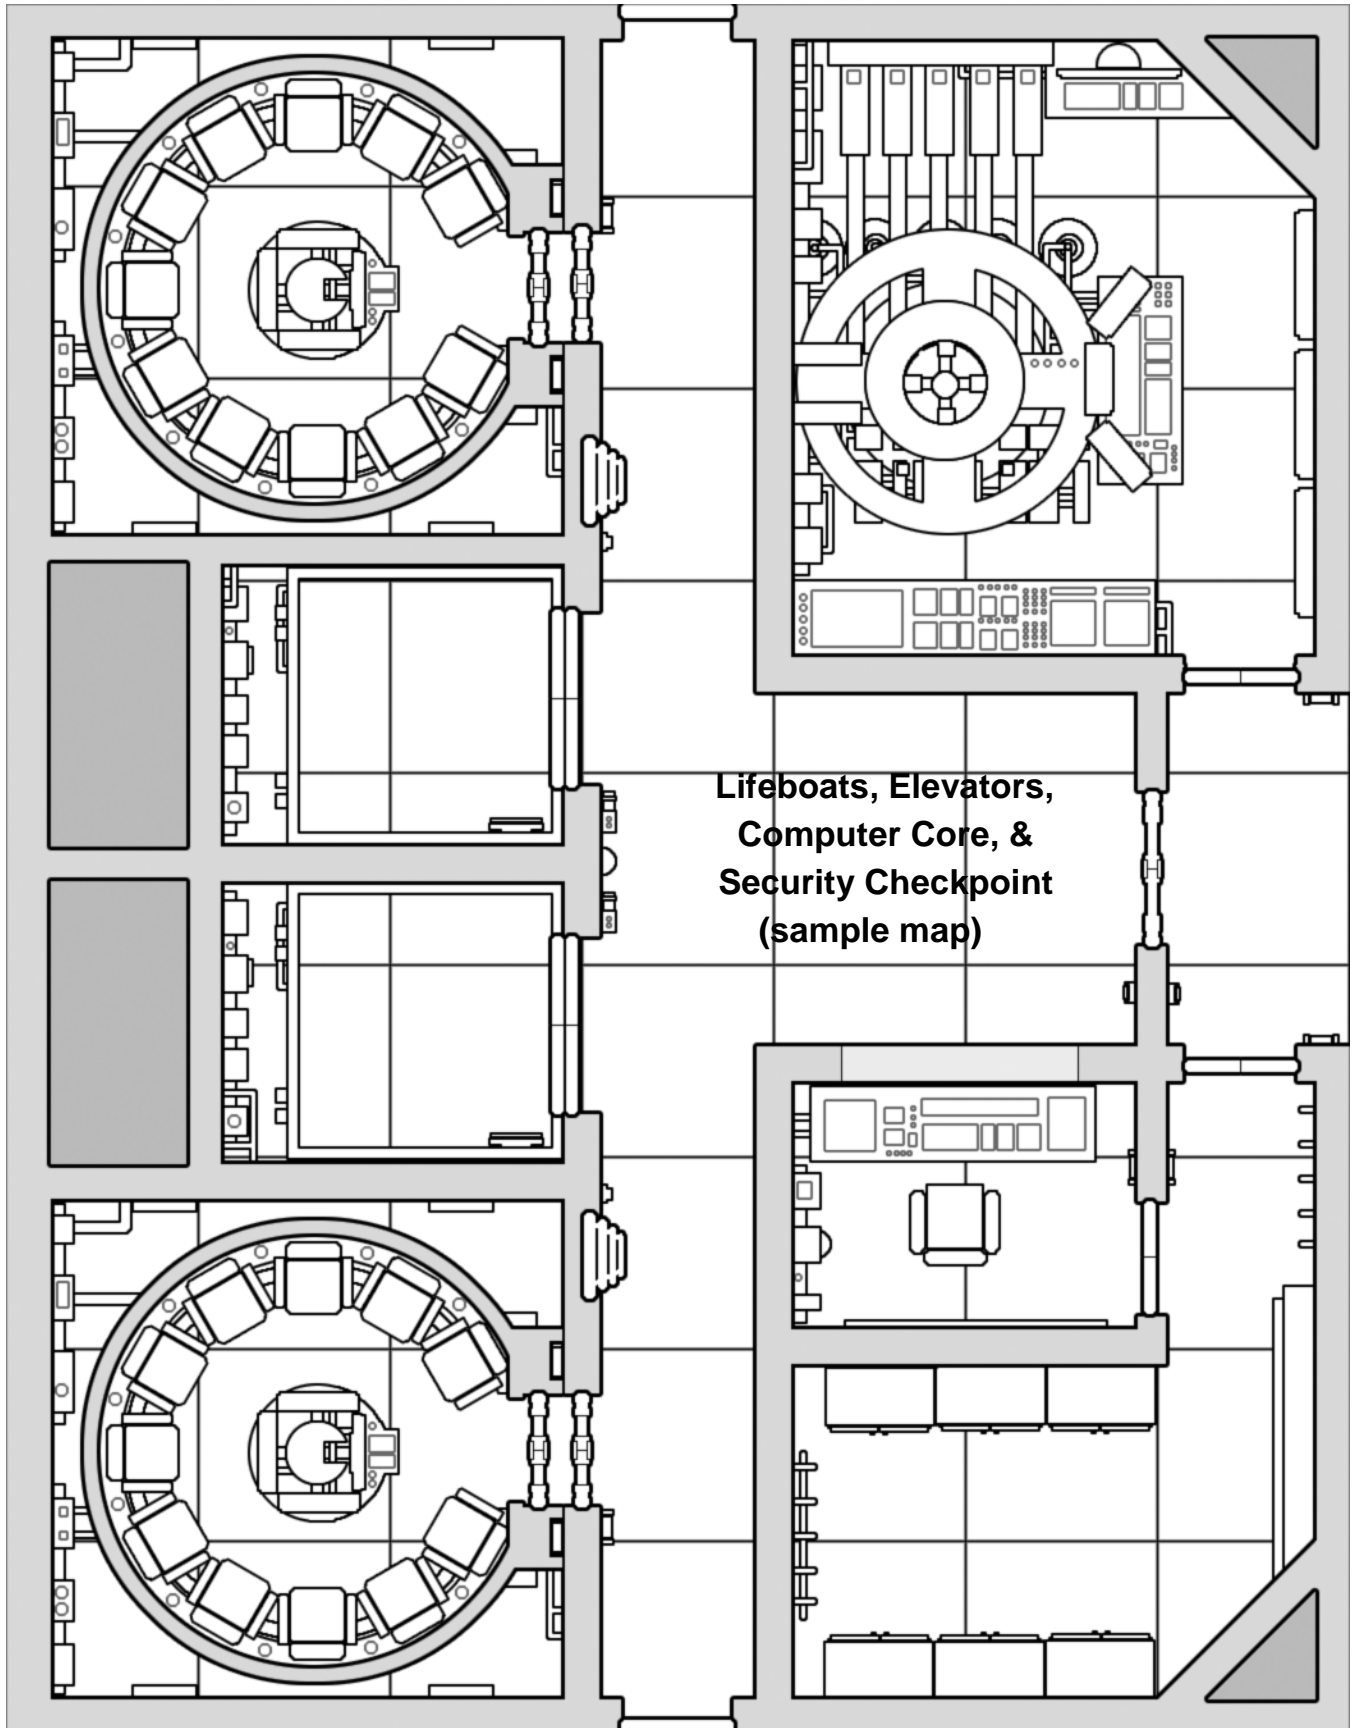 Lifeboats, Elevators,
Computer Core, &
Security Checkpoint
(sample map)